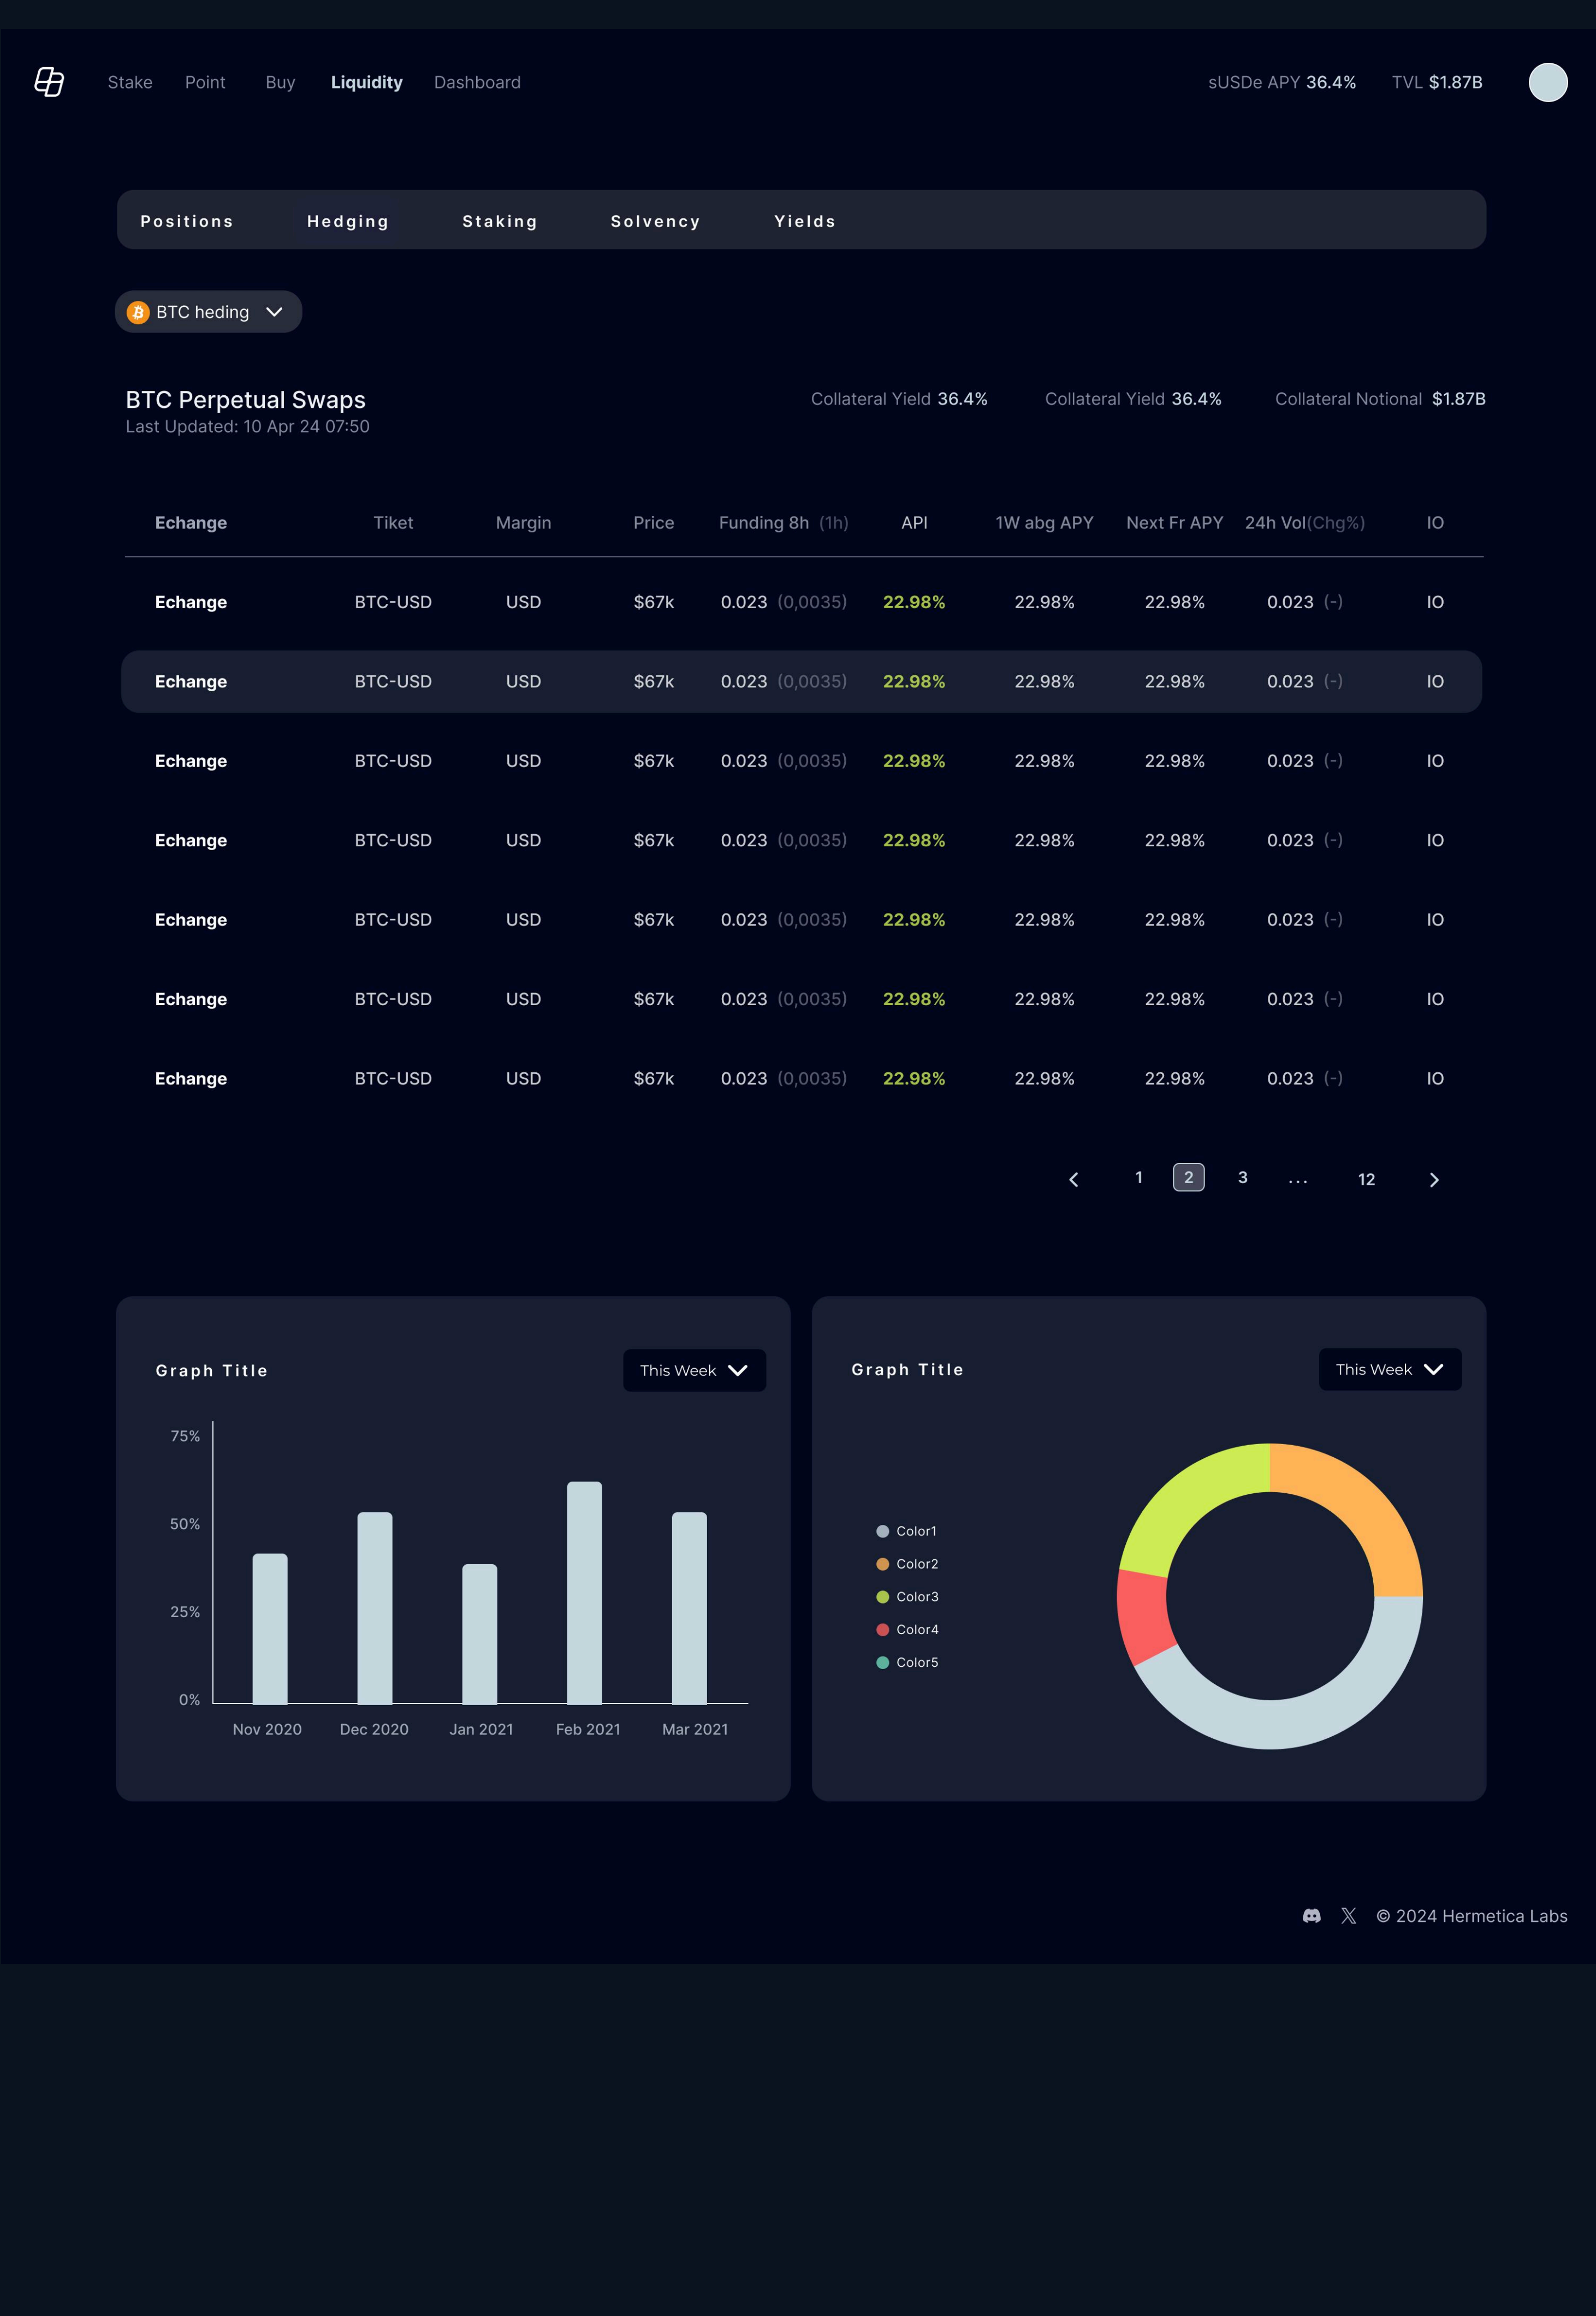 Stake Point Buy Liquidity Dashboard sUSDe APY 36.4% TVL $1.87B
Positions Hedging Staking Solvency Yields
BTC heding
BTC Perpetual Swaps Collateral Yield 36.4% Collateral Yield 36.4% Collateral Notional $1.87B
Last Updated: 10 Apr 24 07:50
Echange Tiket Margin Price Funding 8h (1h) API 1W abg APY Next Fr APY 24h Vol(Chg%) IO
Echange BTC-USD USD $67k 0.023 (0,0035) 22.98% 22.98% 22.98% 0.023 (-) IO
Echange BTC-USD USD $67k 0.023 (0,0035) 22.98% 22.98% 22.98% 0.023 (-) IO
Echange BTC-USD USD $67k 0.023 (0,0035) 22.98% 22.98% 22.98% 0.023 (-) IO
Echange BTC-USD USD $67k 0.023 (0,0035) 22.98% 22.98% 22.98% 0.023 (-) IO
Echange BTC-USD USD $67k 0.023 (0,0035) 22.98% 22.98% 22.98% 0.023 (-) IO
Echange BTC-USD USD $67k 0.023 (0,0035) 22.98% 22.98% 22.98% 0.023 (-) IO
Echange BTC-USD USD $67k 0.023 (0,0035) 22.98% 22.98% 22.98% 0.023 (-) IO
1 2 3 ... 12
Graph Title This Week
75%
50%
25%
0%
Nov 2020 Dec 2020 Jan 2021 Feb 2021 Mar 2021
Graph Title This Week
Color1
Color2
Color3
Color4
Color5
© 2024 Hermetica Labs